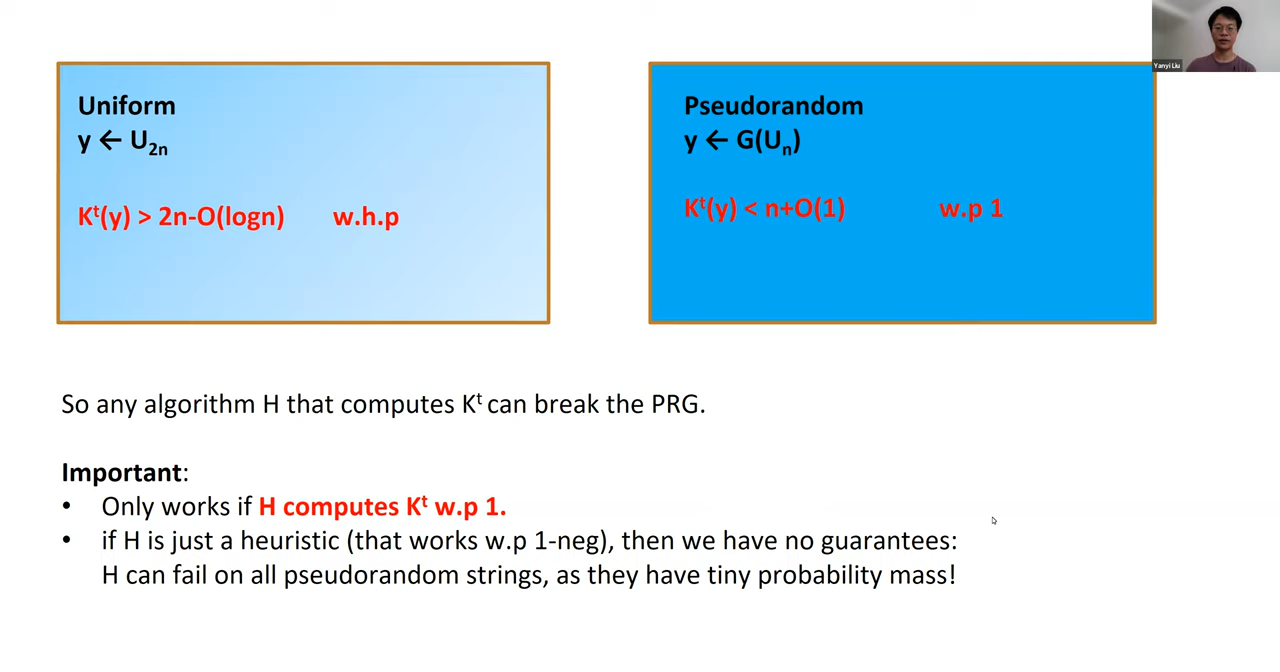 Yanyi Liu
Uniform
y ← U₂ₙ
Kᵗ(y) > 2n-O(logn) w.h.p
Pseudorandom
y ← G(Uₙ)
Kᵗ(y) < n+O(1) w.p 1
So any algorithm H that computes Kᵗ can break the PRG.
Important:
• Only works if H computes Kᵗ w.p 1.
• if H is just a heuristic (that works w.p 1-neg), then we have no guarantees:
H can fail on all pseudorandom strings, as they have tiny probability mass!